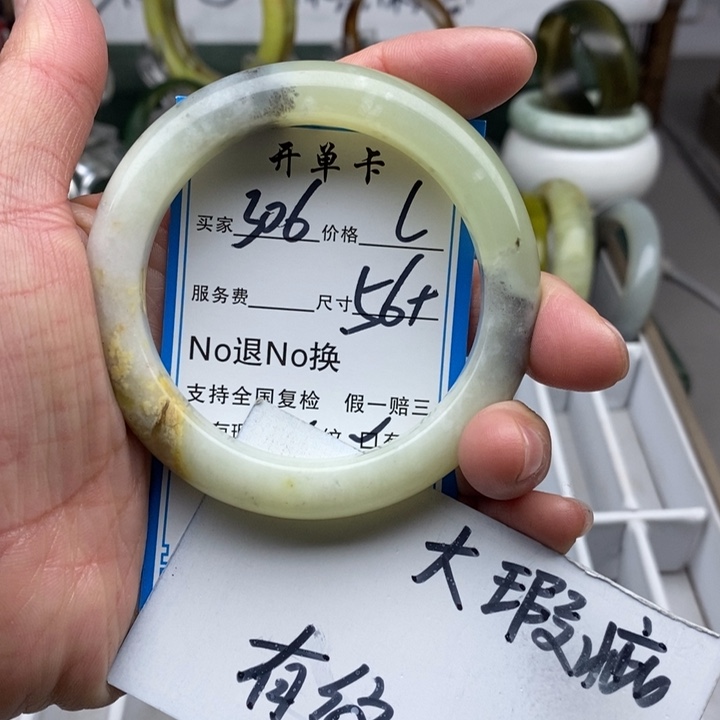 开单卡
买家 306 价格 L
服务费 尺寸 56+
No退No换
支持全国复检 假一赔三
大瑕疵
有纹